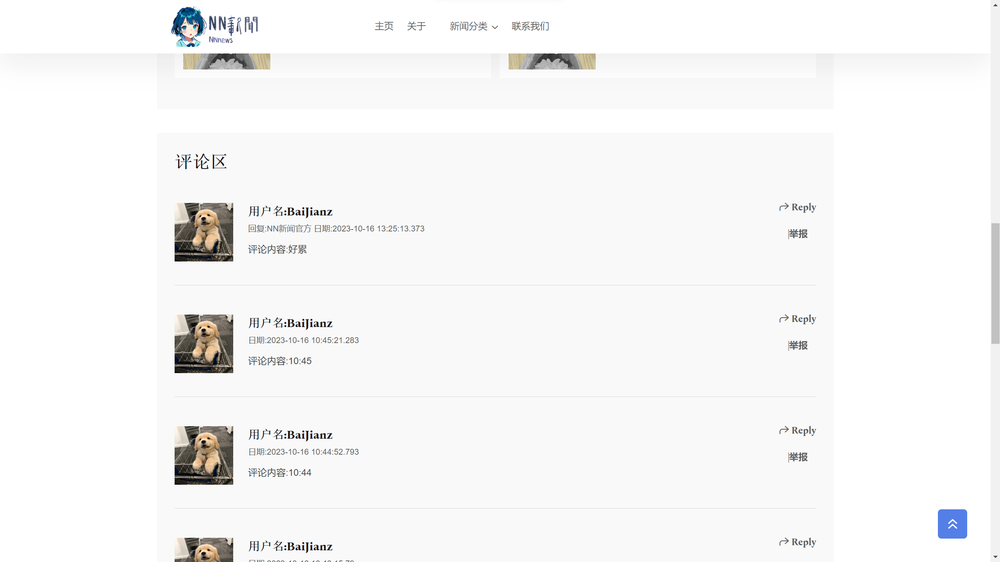 NN新聞
NNnews
主页 关于 新闻分类 联系我们
评论区
用户名:BaiJianz
Reply
回复:NN新闻官方 日期:2023-10-16 13:25:13.373
|举报
评论内容:好累
用户名:BaiJianz
Reply
日期:2023-10-16 10:45:21.283
|举报
评论内容:10:45
用户名:BaiJianz
Reply
日期:2023-10-16 10:44:52.793
|举报
评论内容:10:44
用户名:BaiJianz
Reply